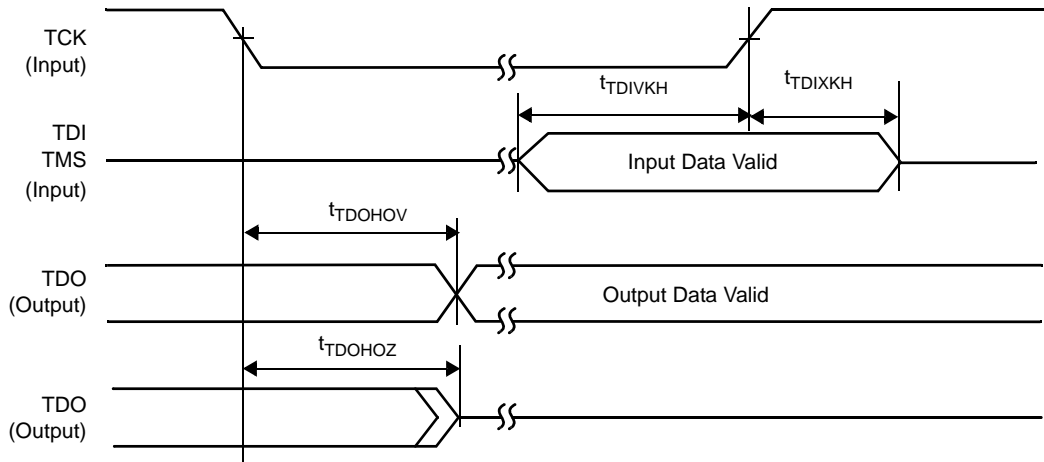 TCK
(Input)
tTDIVKH
tTDIXKH
TDI
TMS
(Input)
Input Data Valid
tTDOHOV
TDO
(Output)
Output Data Valid
tTDOHOZ
TDO
(Output)